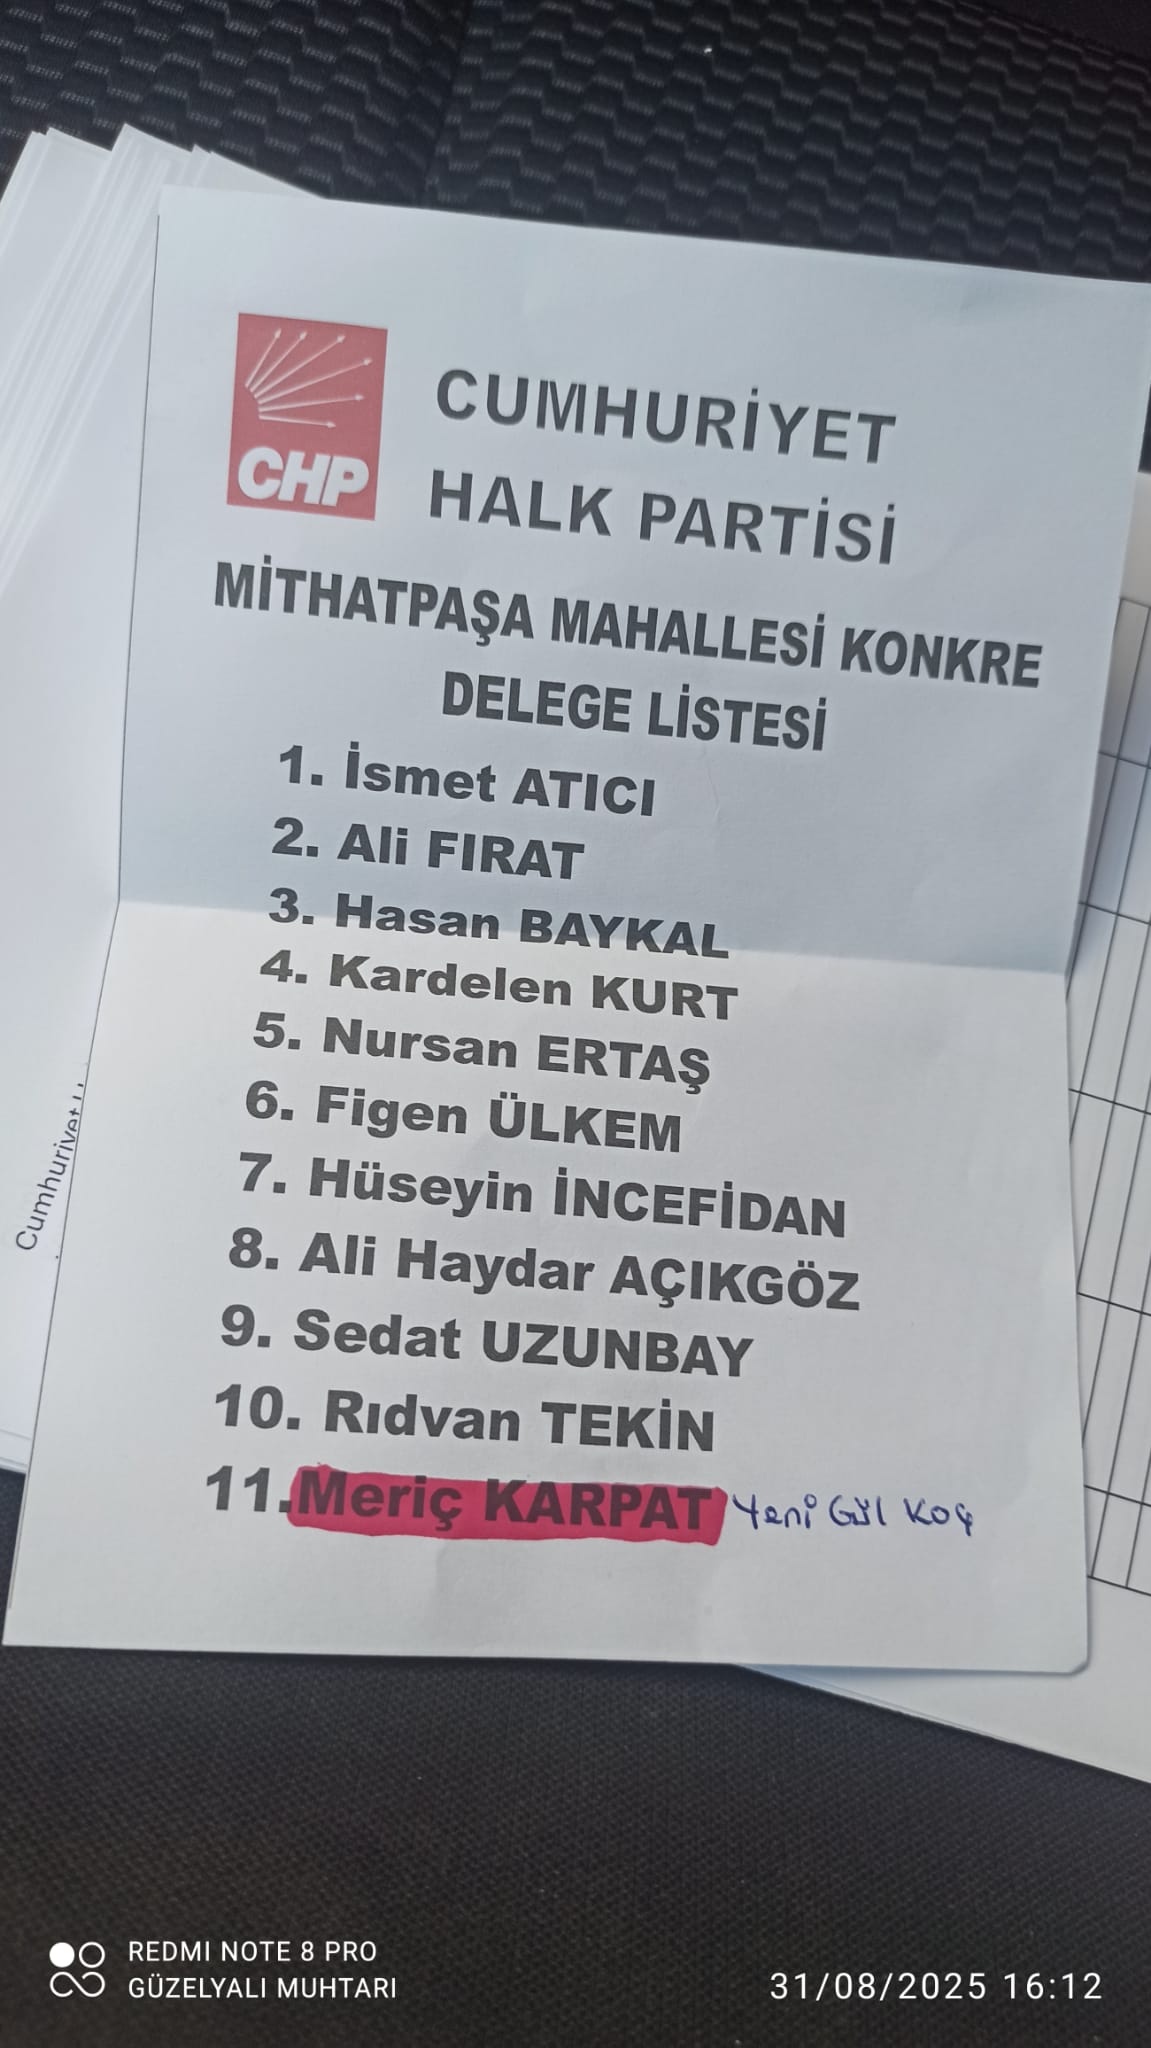 CHP
CUMHURİYET
HALK PARTİSİ
MİTHATPAŞA MAHALLESİ KONKRE
DELEGE LİSTESİ
1. İsmet ATICI
2. Ali FIRAT
3. Hasan BAYKAL
4. Kardelen KURT
5. Nursan ERTAŞ
6. Figen ÜLKEM
7. Hüseyin İNCEFİDAN
8. Ali Haydar AÇIKGÖZ
9. Sedat UZUNBAY
10. Rıdvan TEKİN
11. Meriç KARPAT Yeni Gül Koç
REDMI NOTE 8 PRO
GÜZELYALI MUHTARI
31/08/2025 16:12